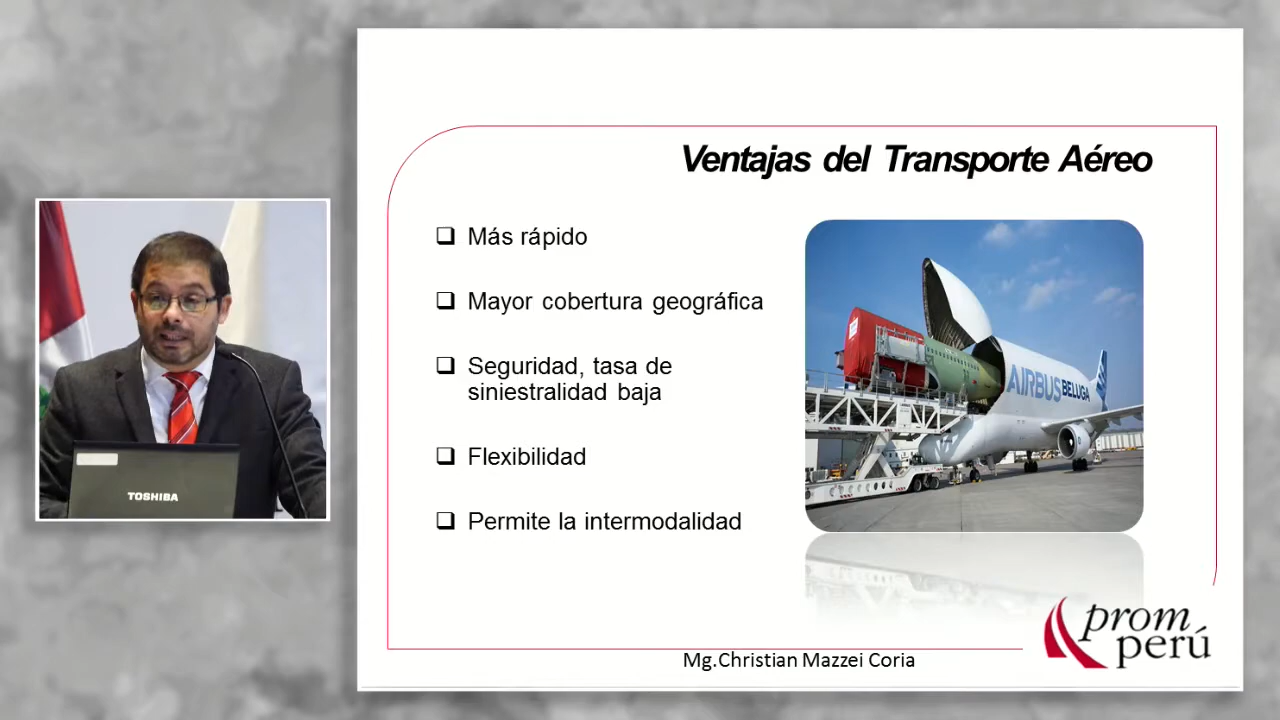 Ventajas del Transporte Aéreo
❑ Más rápido
❑ Mayor cobertura geográfica
❑ Seguridad, tasa de
siniestralidad baja
❑ Flexibilidad
❑ Permite la intermodalidad
AIRBUS BELUGA
TOSHIBA
Mg.Christian Mazzei Coria
prom
perú